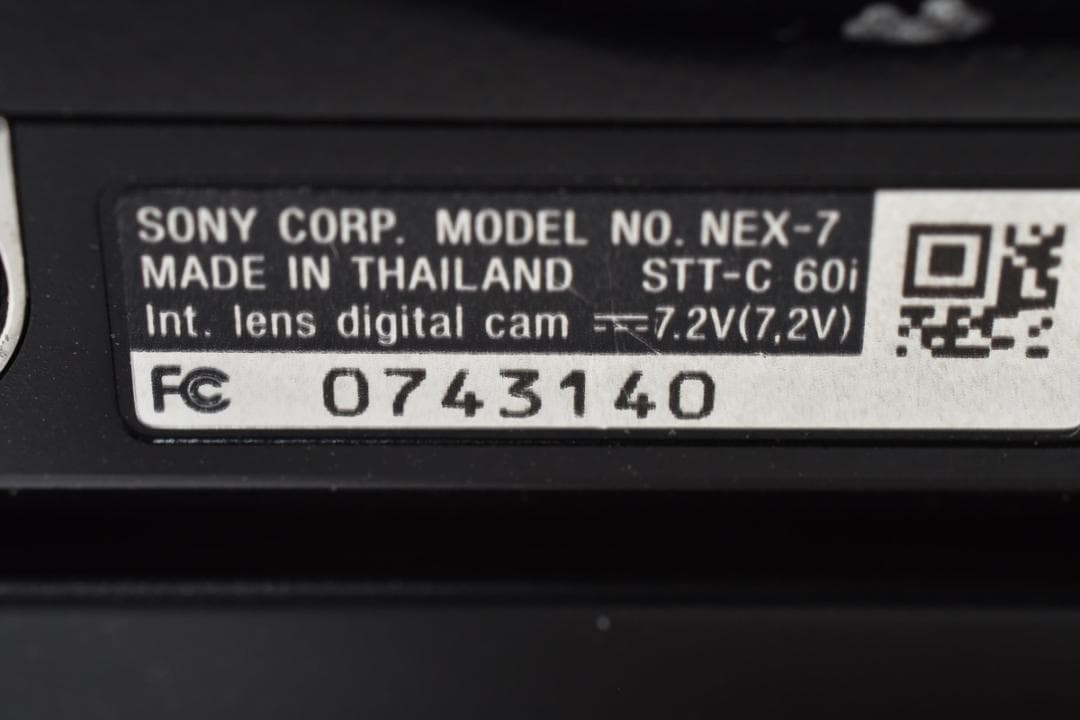 SONY CORP. MODEL NO. NEX-7
MADE IN THAILAND STT-C 60i
Int. lens digital cam ⎓7.2V(7,2V)
FC 0743140